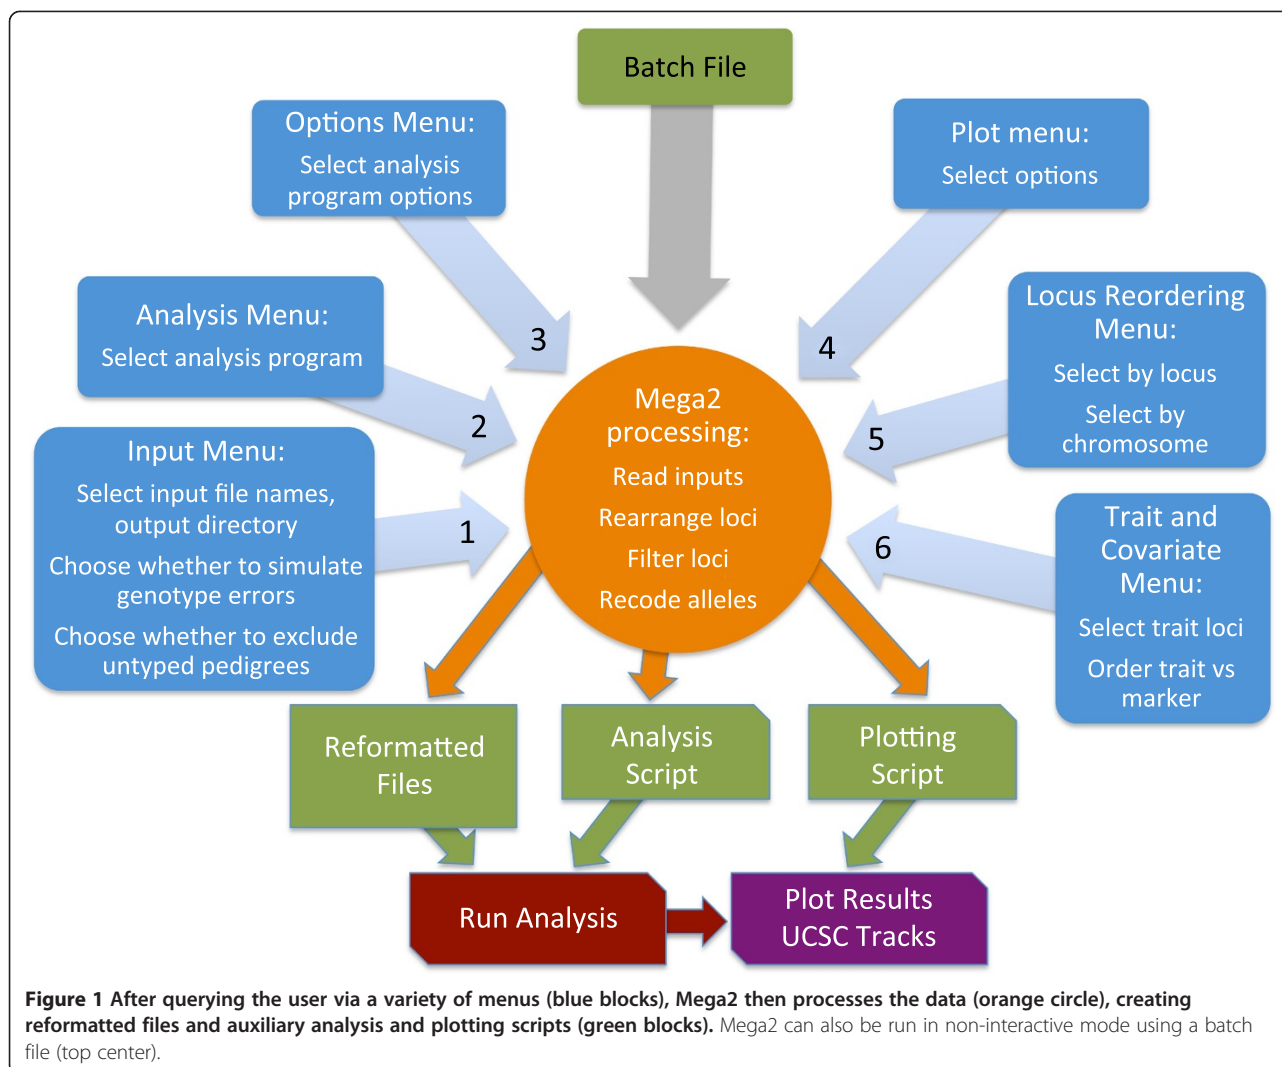 Batch File
Options Menu:
Select analysis
program options
Plot menu:
Select options
Analysis Menu:
Select analysis program
Locus Reordering
Menu:
Select by locus
Select by
chromosome
Input Menu:
Select input file names,
output directory
Choose whether to simulate
genotype errors
Choose whether to exclude
untyped pedigrees
Trait and
Covariate
Menu:
Select trait loci
Order trait vs
marker
3
4
2
5
1
6
Mega2
processing:
Read inputs
Rearrange loci
Filter loci
Recode alleles
Reformatted
Files
Analysis
Script
Plotting
Script
Run Analysis
Plot Results
UCSC Tracks
Figure 1 After querying the user via a variety of menus (blue blocks), Mega2 then processes the data (orange circle), creating
reformatted files and auxiliary analysis and plotting scripts (green blocks). Mega2 can also be run in non-interactive mode using a batch
file (top center).